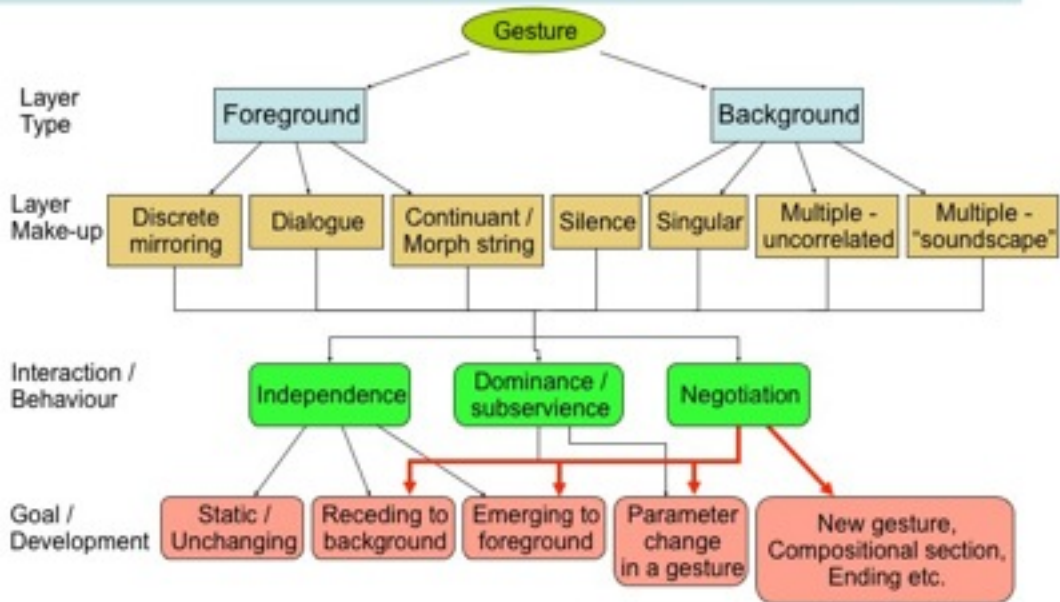 Gesture
Layer
Type
Foreground
Background
Layer
Make-up
Discrete
mirroring
Dialogue
Continuant /
Morph string
Silence
Singular
Multiple -
uncorrelated
Multiple -
“soundscape”
Interaction /
Behaviour
Independence
Dominance /
subservience
Negotiation
Goal /
Development
Static /
Unchanging
Receding to
background
Emerging to
foreground
Parameter
change
in a gesture
New gesture,
Compositional section,
Ending etc.